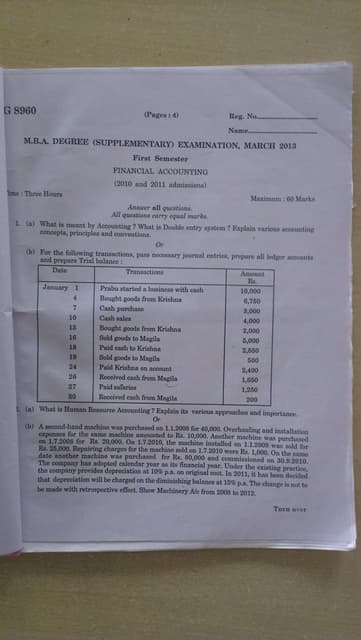 G 8960
(Pages : 4)
Reg. No.
Name
M.B.A. DEGREE (SUPPLEMENTARY) EXAMINATION, MARCH 2013
First Semester
FINANCIAL ACCOUNTING
(2010 and 2011 admissions)
Time : Three Hours
Maximum : 60 Marks
Answer all questions.
All questions carry equal marks.
1. (a) What is meant by Accounting ? What is Double entry system ? Explain various accounting
concepts, principles and conventions.
Or
(b) For the following transactions, pass necessary journal entries, prepare all ledger accounts
and prepare Trial balance :
Date Transactions Amount
Rs.
January 1 Prabu started a business with cash 10,000
4 Bought goods from Krishna 6,750
7 Cash purchase 3,000
10 Cash sales 4,000
13 Bought goods from Krishna 2,000
16 Sold goods to Magila 5,000
18 Paid cash to Krishna
19 Sold goods to Magila 500
24 Paid Krishna on account 2,400
26 Received cash from Magila 1,650
27 Paid salaries 1,250
30 Received cash from Magila 200
(a) What is Human Resource Accounting ? Explain its various approaches and importance.
Or
(b) A second-hand machine was purchased on 1.1.2008 for 40,000. Overhauling and installation
expenses for the same machine amounted to Rs. 10,000. Another machine was purchased
on 1.7.2008 for Rs. 20,000. On 1.7.2010, the machine installed on 1.1.2008 was sold for
Rs. 25,000. Repairing charges for the machine sold on 1.7.2010 were Rs. 1,000. On the same
date another machine was purchased for Rs. 60,000 and commissioned on 30.9.2010.
The company has adopted calendar year as its financial year. Under the existing practice,
the company provides depreciation at 10% p.a. on original cost. In 2011, it has been decided
that depreciation will be charged on the diminishing balance at 15% p.a. The change is not to
be made with retrospective effect. Show Machinery A/c from 2008 to 2012.
Turn over